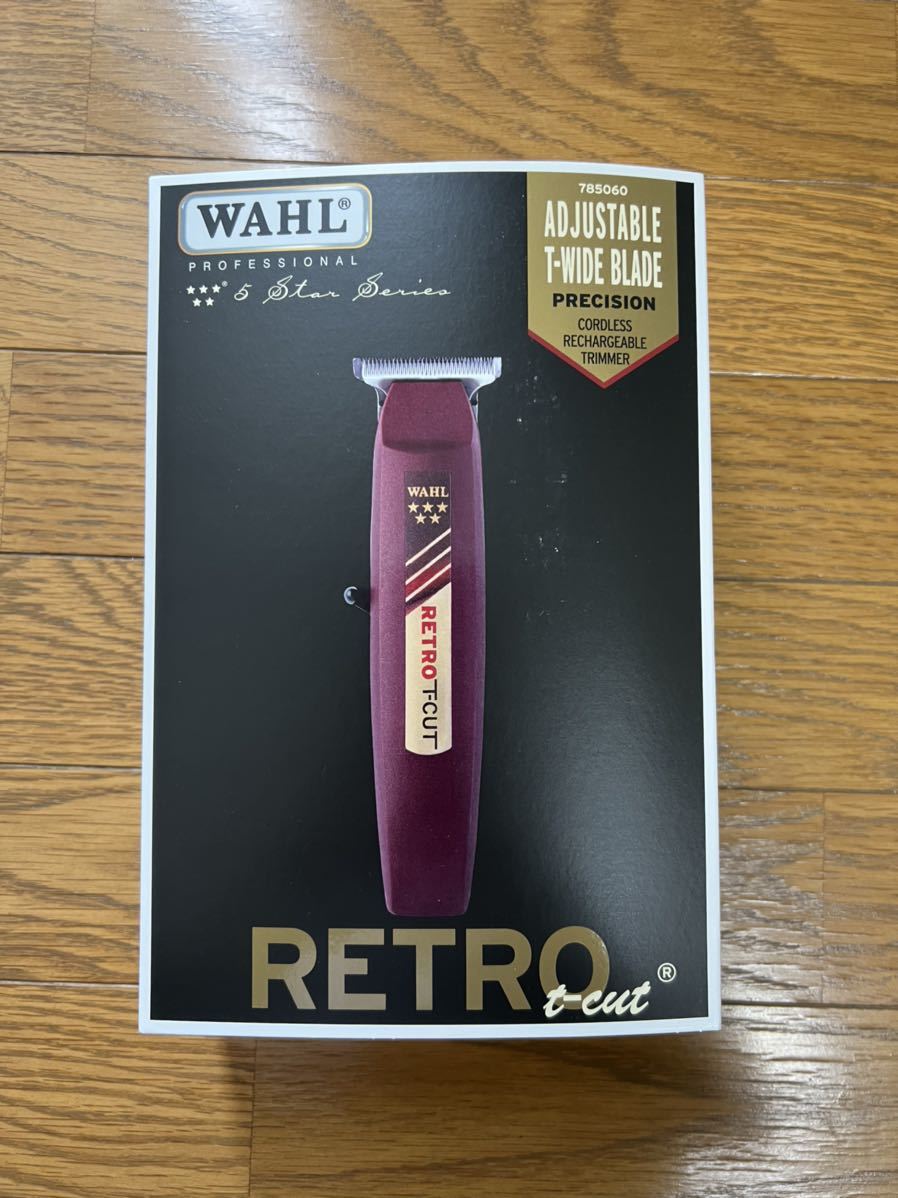 WAHL®
PROFESSIONAL
® 5 Star Series
785060
ADJUSTABLE
T-WIDE BLADE
PRECISION
CORDLESS
RECHARGEABLE
TRIMMER
WAHL
RETRO T-CUT
RETRO
t-cut®